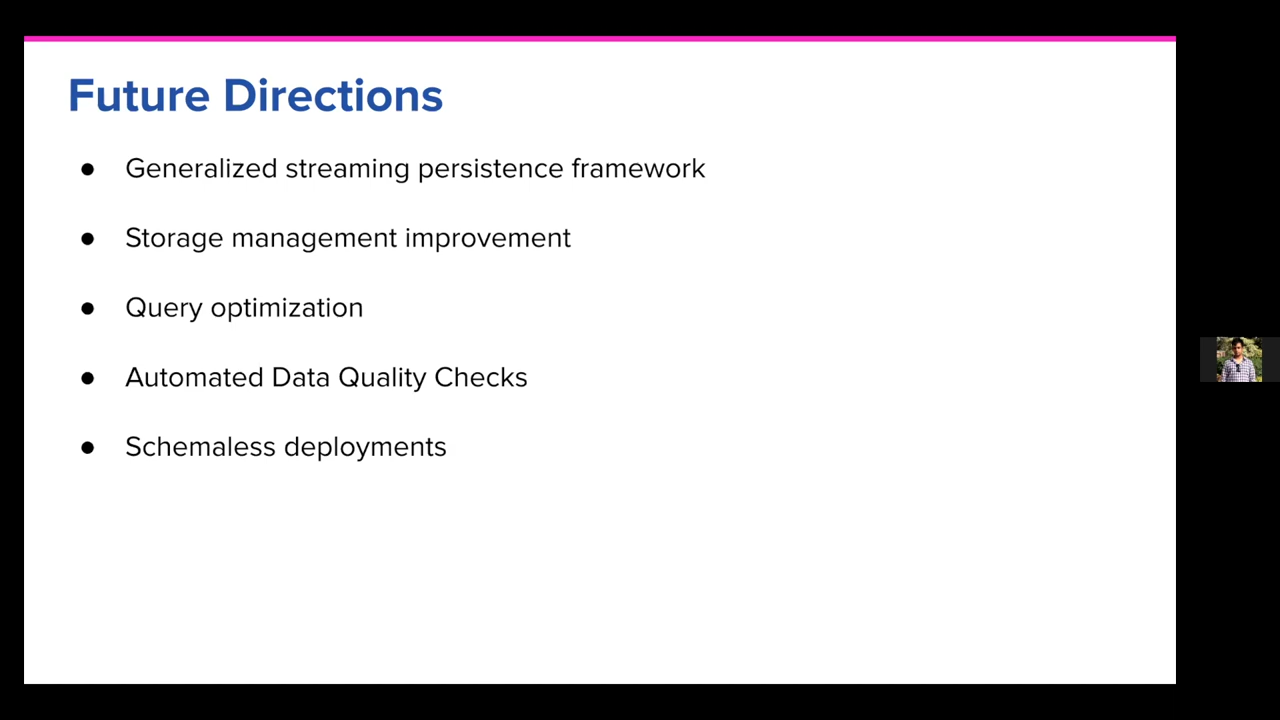 Future Directions
● Generalized streaming persistence framework
● Storage management improvement
● Query optimization
● Automated Data Quality Checks
● Schemaless deployments